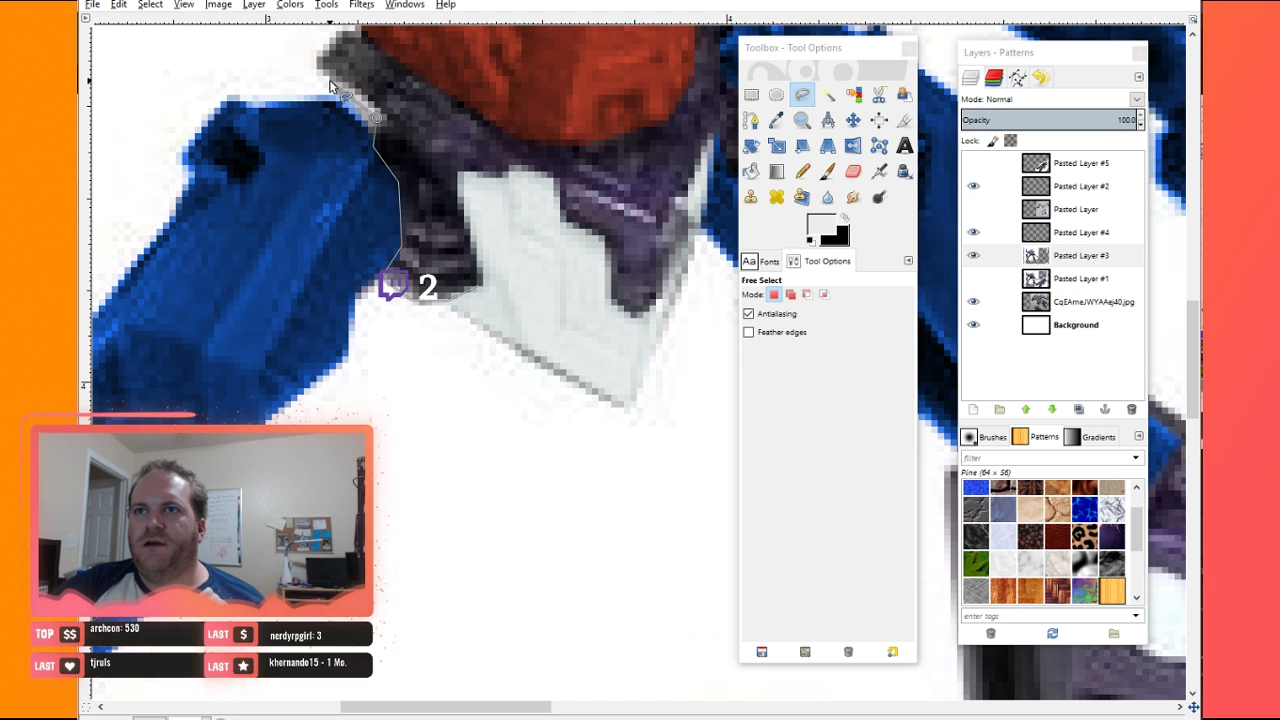 File Edit Select View Image Layer Colors Tools Filters Windows Help
3
4
4
2
Toolbox - Tool Options
Aa Fonts Tool Options
Free Select
Mode:
Antialiasing
Feather edges
Layers - Patterns
Mode: Normal
Opacity 100.0
Lock:
Pasted Layer #5
Pasted Layer #2
Pasted Layer
Pasted Layer #4
Pasted Layer #3
Pasted Layer #1
CqEAmeJWYAAej40.jpg
Background
Brushes Patterns Gradients
filter
Pine (64 × 56)
enter tags
TOP $$ archcon: 530 LAST $ nerdyrpgirl: 3
LAST tjruls LAST khernando15 - 1 Mo.